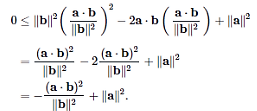 0 ≤ ‖b‖² ( a · b / ‖b‖² )² − 2a · b ( a · b / ‖b‖² ) + ‖a‖²
= (a · b)² / ‖b‖² − 2 (a · b)² / ‖b‖² + ‖a‖²
= − (a · b)² / ‖b‖² + ‖a‖².